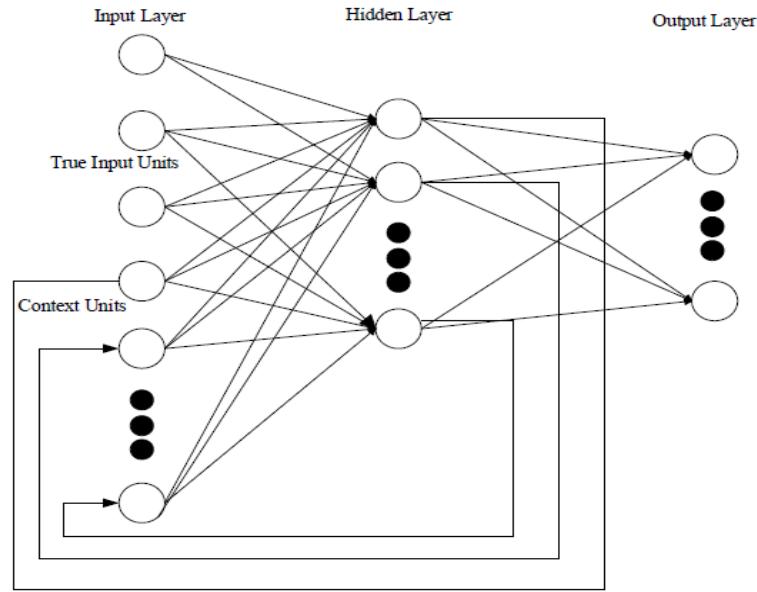 Input Layer
Hidden Layer
Output Layer
True Input Units
Context Units